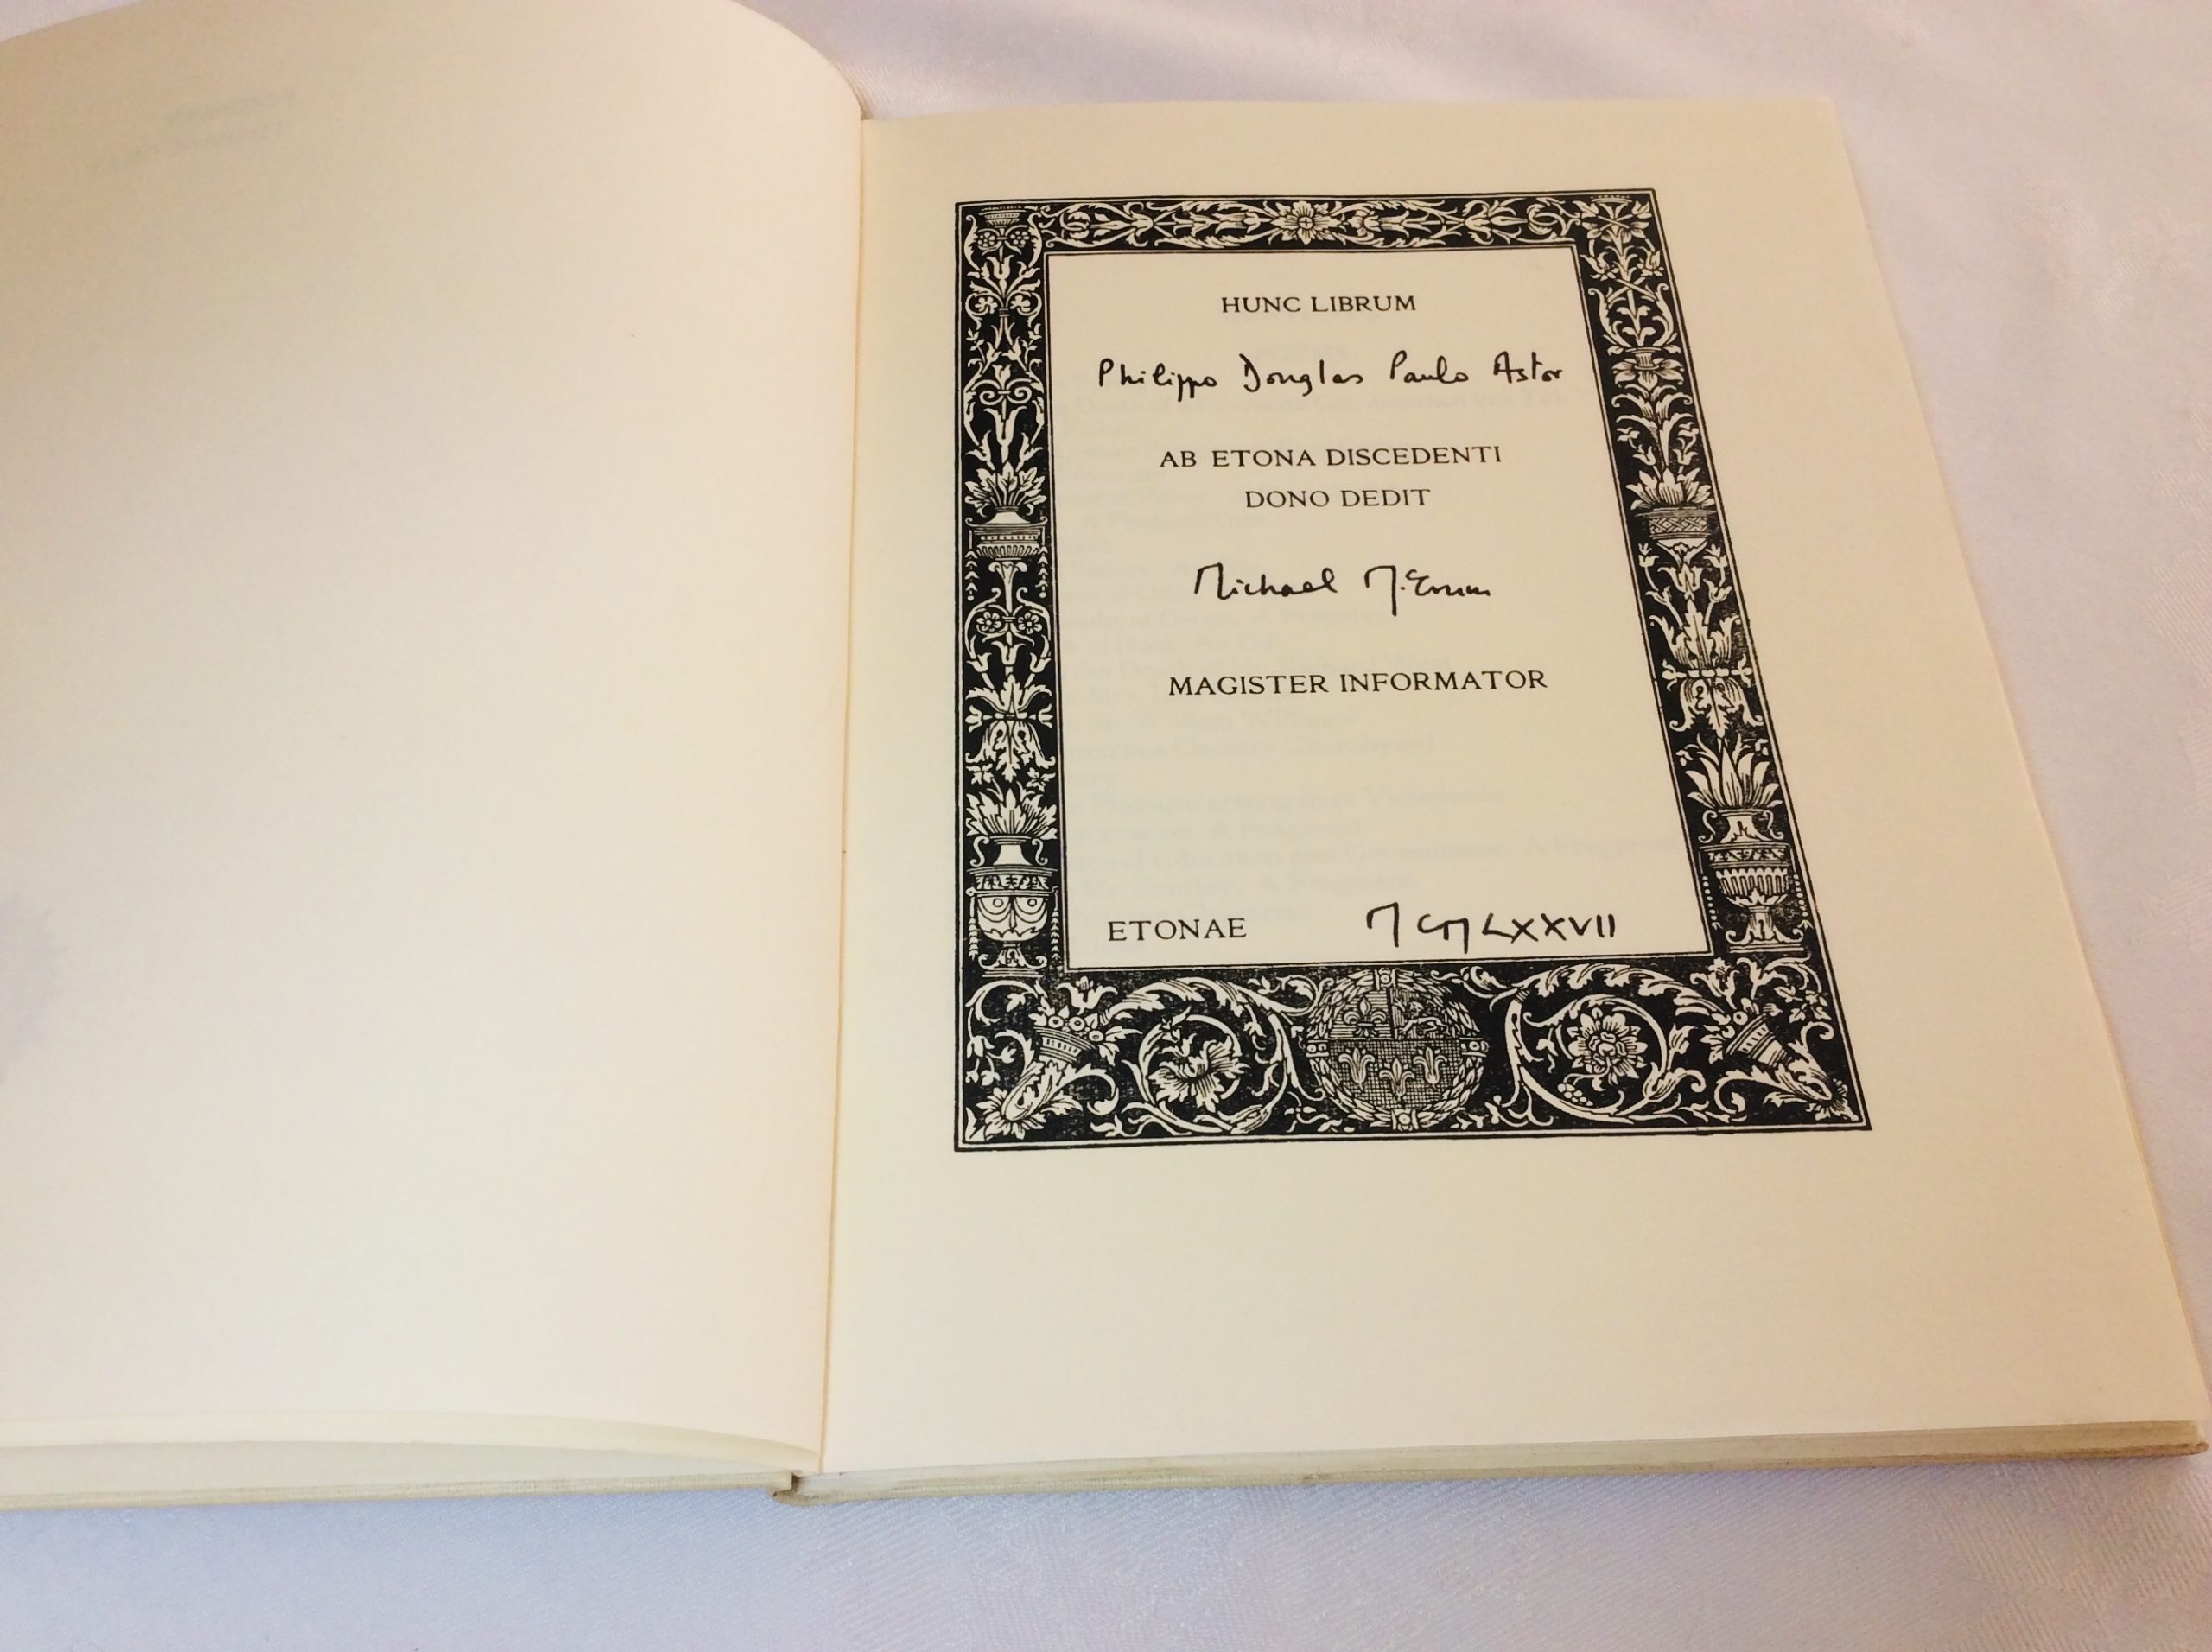 HUNC LIBRUM
Philippo Douglas Paulo Astor
AB ETONA DISCEDENTI
DONO DEDIT
Michael McCrum
MAGISTER INFORMATOR
ETONAE MCMLXXVII